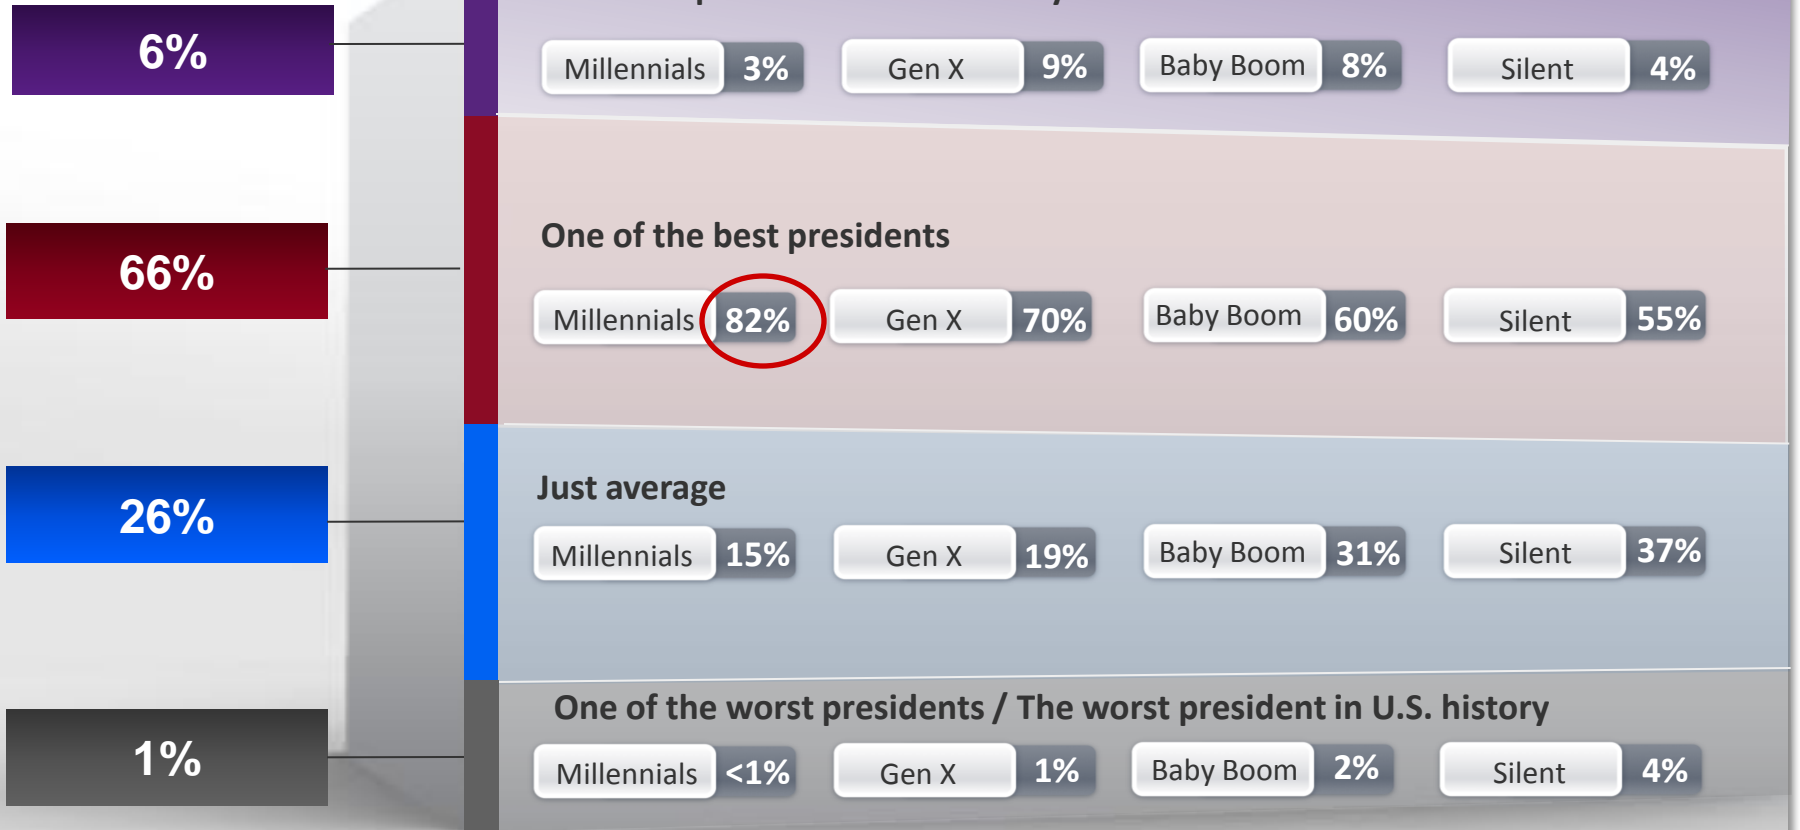 6%
Millennials 3% Gen X 9% Baby Boom 8% Silent 4%
66%
One of the best presidents
Millennials 82% Gen X 70% Baby Boom 60% Silent 55%
26%
Just average
Millennials 15% Gen X 19% Baby Boom 31% Silent 37%
1%
One of the worst presidents / The worst president in U.S. history
Millennials <1% Gen X 1% Baby Boom 2% Silent 4%